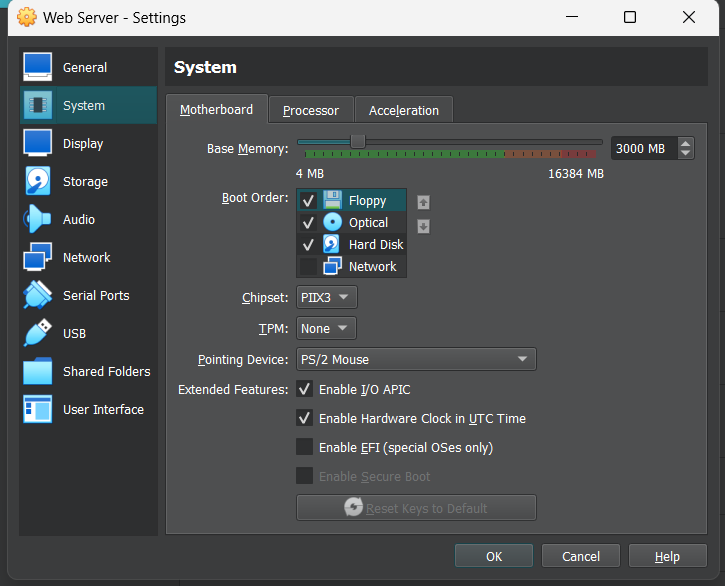 Web Server - Settings
General
System
Display
Storage
Audio
Network
Serial Ports
USB
Shared Folders
User Interface
System
Motherboard Processor Acceleration
Base Memory: 3000 MB
4 MB 16384 MB
Boot Order: Floppy
Optical
Hard Disk
Network
Chipset: PIIX3
TPM: None
Pointing Device: PS/2 Mouse
Extended Features: Enable I/O APIC
Enable Hardware Clock in UTC Time
Enable EFI (special OSes only)
Enable Secure Boot
Reset Keys to Default
OK Cancel Help